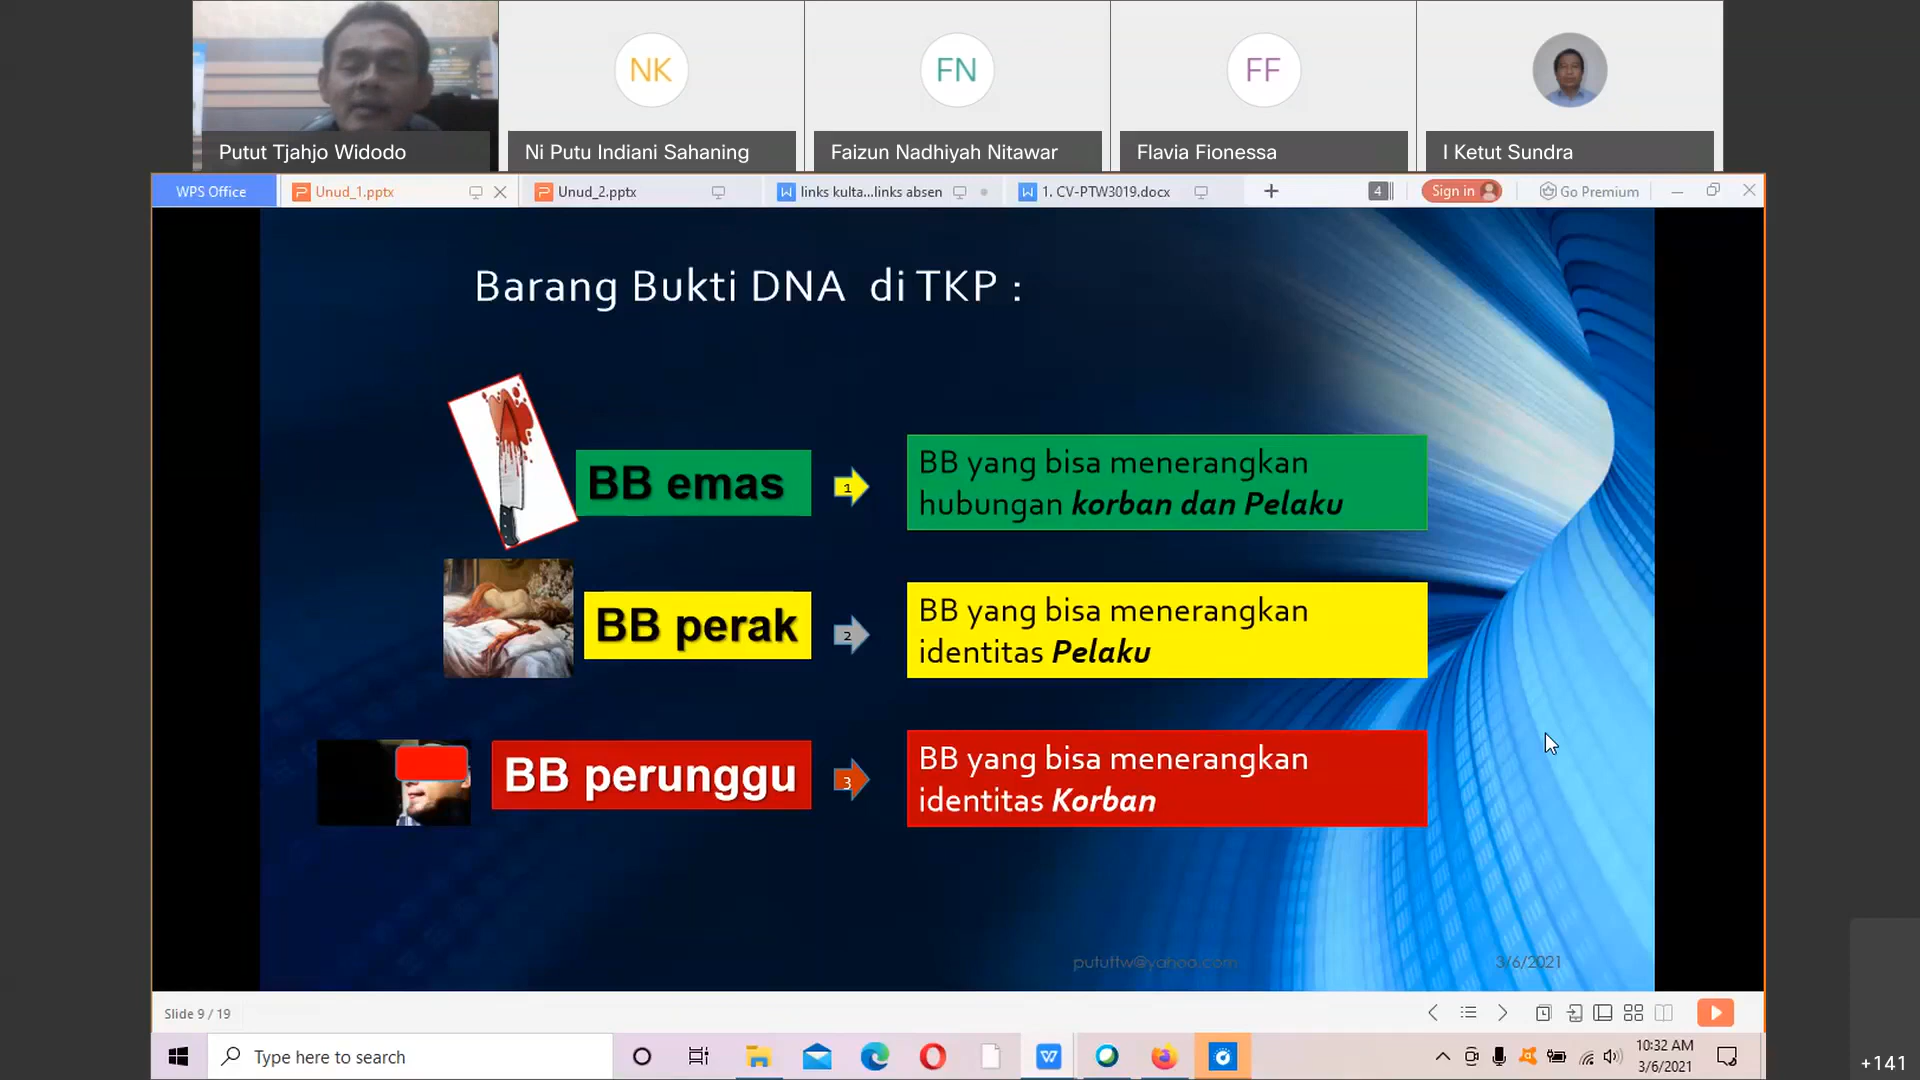 NK
FN
FF
Putut Tjahjo Widodo
Ni Putu Indiani Sahaning
Faizun Nadhiyah Nitawar
Flavia Fionessa
I Ketut Sundra
WPS Office
Unud_1.pptx
Unud_2.pptx
links kulta...links absen
1. CV-PTW3019.docx
4
Sign in
Go Premium
Barang Bukti DNA di TKP :
BB emas
1
BB yang bisa menerangkan
hubungan korban dan Pelaku
BB perak
2
BB yang bisa menerangkan
identitas Pelaku
BB perunggu
3
BB yang bisa menerangkan
identitas Korban
pututtw@yahoo.com
3/6/2021
Slide 9 / 19
Type here to search
10:32 AM
3/6/2021
+141